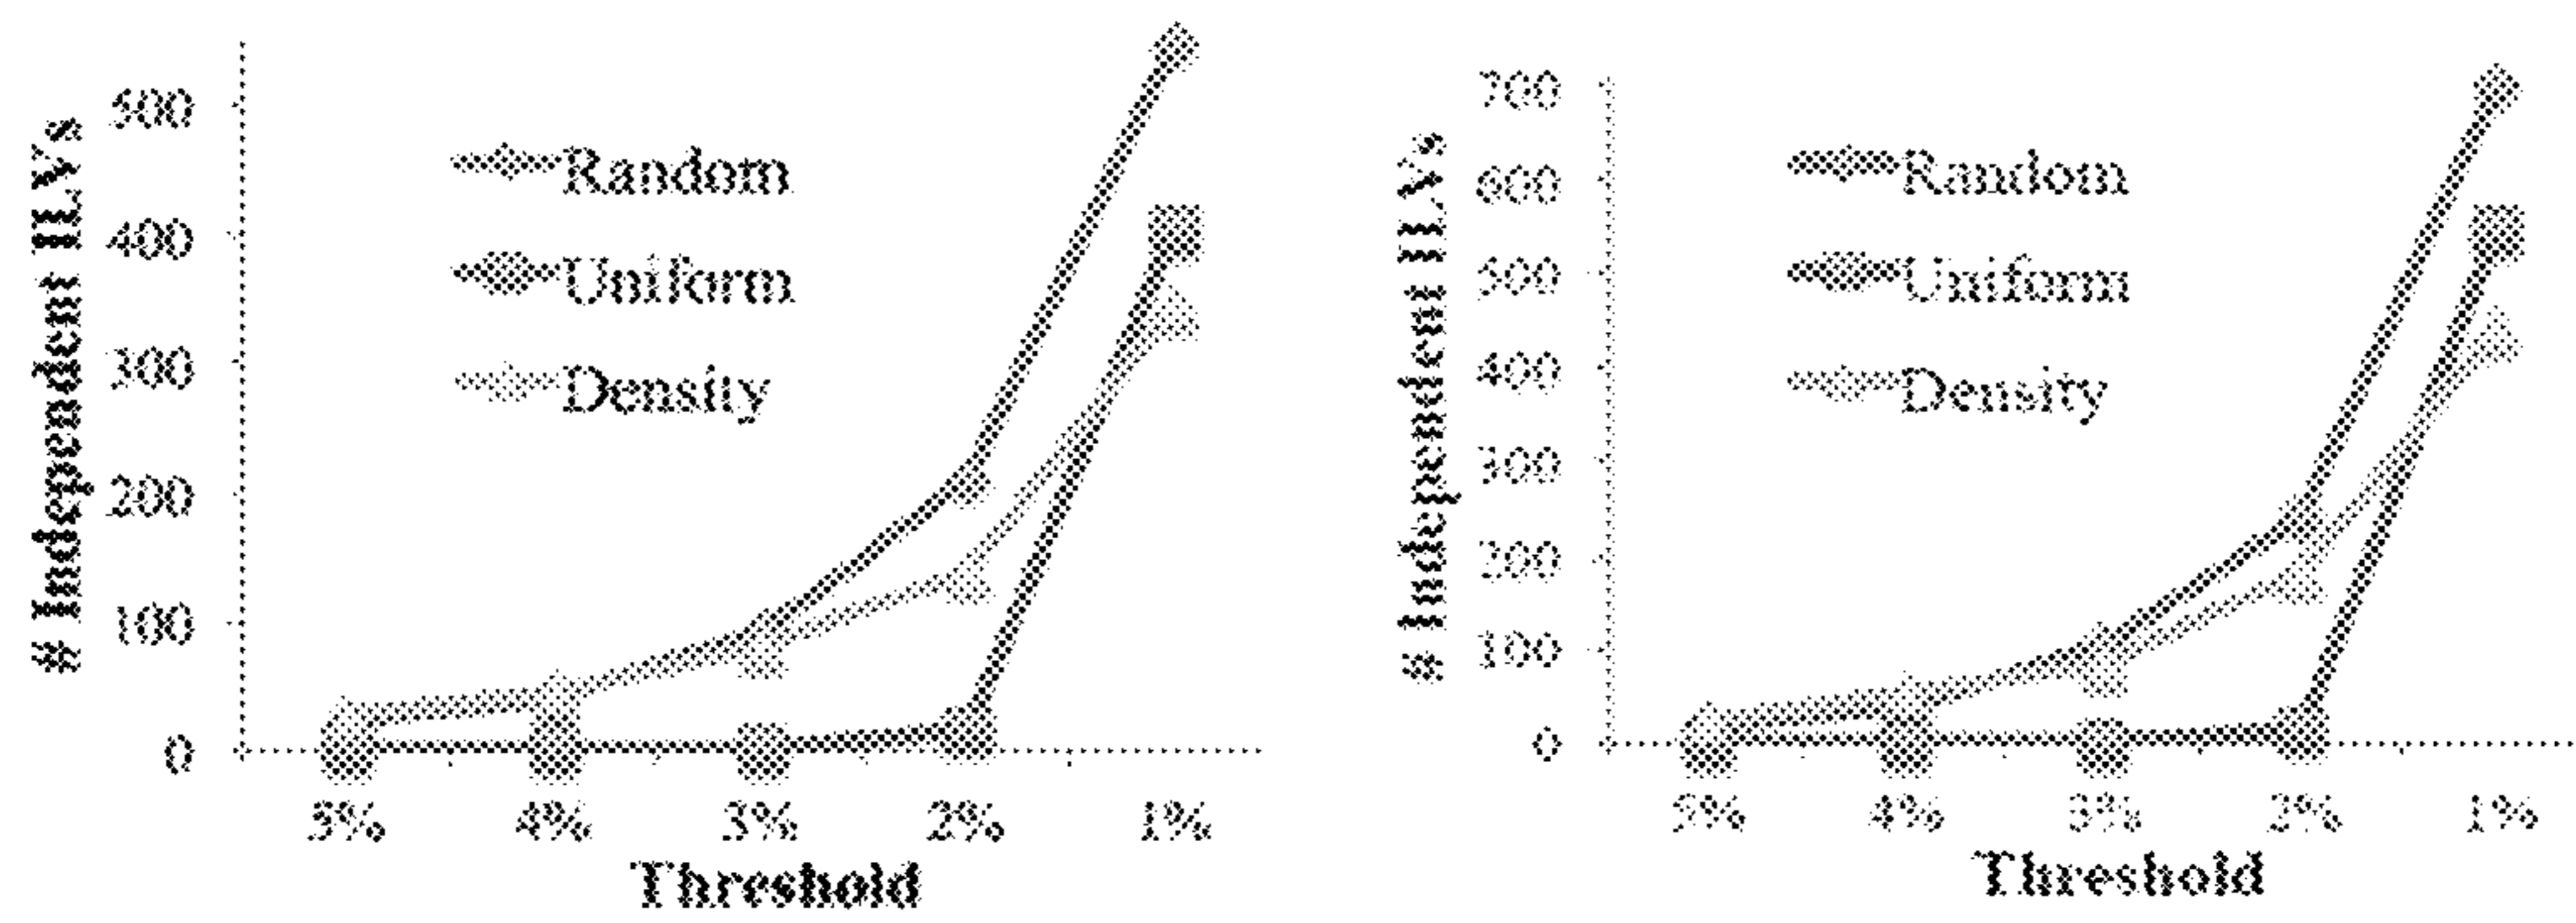 # Independent ILVs
500
400
300
200
100
0
Random
Uniform
Density
5%
4%
3%
2%
1%
Threshold
# Independent ILVs
700
600
500
400
300
200
100
0
Random
Uniform
Density
5%
4%
3%
2%
1%
Threshold